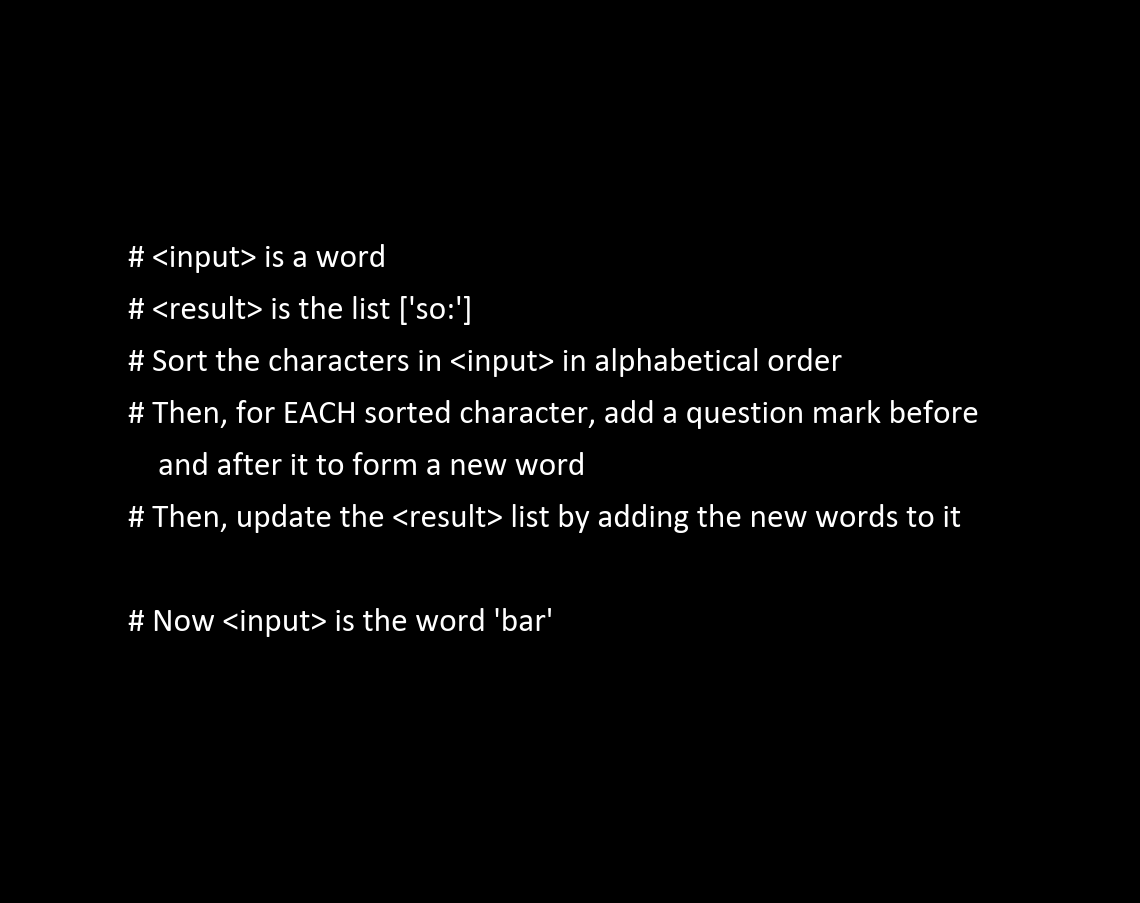 # <input> is a word
# <result> is the list ['so:']
# Sort the characters in <input> in alphabetical order
# Then, for EACH sorted character, add a question mark before
and after it to form a new word
# Then, update the <result> list by adding the new words to it
# Now <input> is the word 'bar'